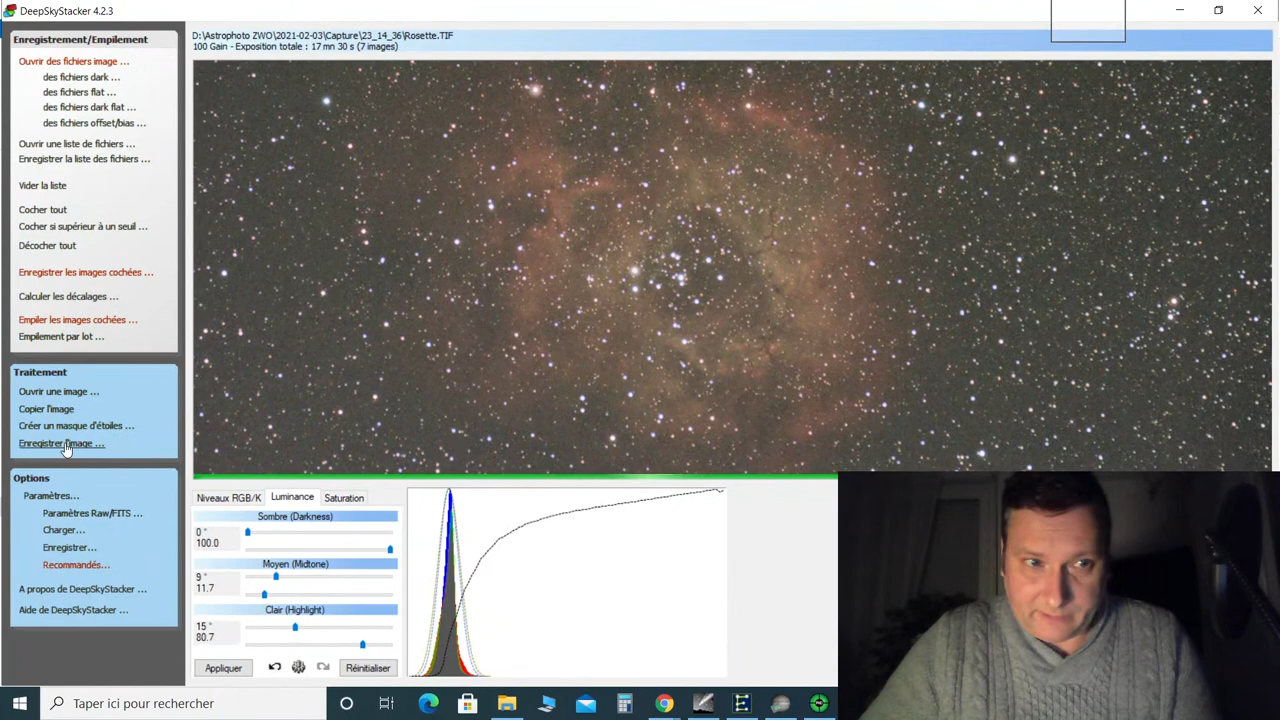 DeepSkyStacker 4.2.3
Enregistrement/Empilement
Ouvrir des fichiers image ...
des fichiers dark ...
des fichiers flat ...
des fichiers dark flat ...
des fichiers offset/bias ...
Ouvrir une liste de fichiers ...
Enregistrer la liste des fichiers ...
Vider la liste
Cocher tout
Cocher si supérieur à un seuil ...
Décocher tout
Enregistrer les images cochées ...
Calculer les décalages ...
Empiler les images cochées ...
Empilement par lot ...
Traitement
Ouvrir une image ...
Copier l'image
Créer un masque d'étoiles ...
Enregistrer l'image ...
Options
Paramètres...
Paramètres Raw/FITS ...
Charger...
Enregistrer...
Recommandés...
A propos de DeepSkyStacker ...
Aide de DeepSkyStacker ...
D:\Astrophoto ZWO\2021-02-03\Capture\23_14_36\Rosette.TIF
100 Gain - Exposition totale : 17 mn 30 s (7 images)
Niveaux RGB/K Luminance Saturation
Sombre (Darkness)
0 °
100.0
Moyen (Midtone)
9 °
11.7
Clair (Highlight)
15 °
80.7
Appliquer Réinitialiser
Taper ici pour rechercher